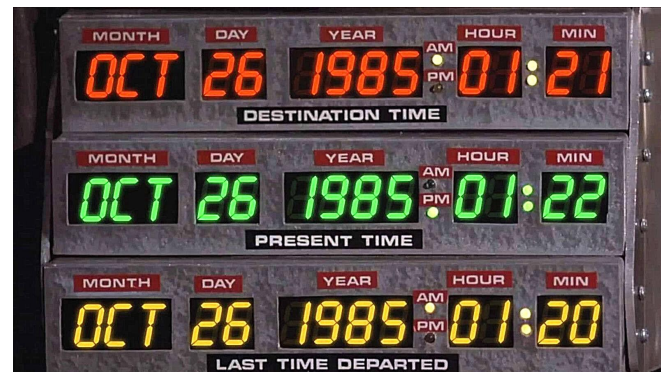 MONTH DAY YEAR AM PM HOUR MIN
OCT 26 1985 01:21
DESTINATION TIME
MONTH DAY YEAR AM PM HOUR MIN
OCT 26 1985 01:22
PRESENT TIME
MONTH DAY YEAR AM PM HOUR MIN
OCT 26 1985 01:20
LAST TIME DEPARTED